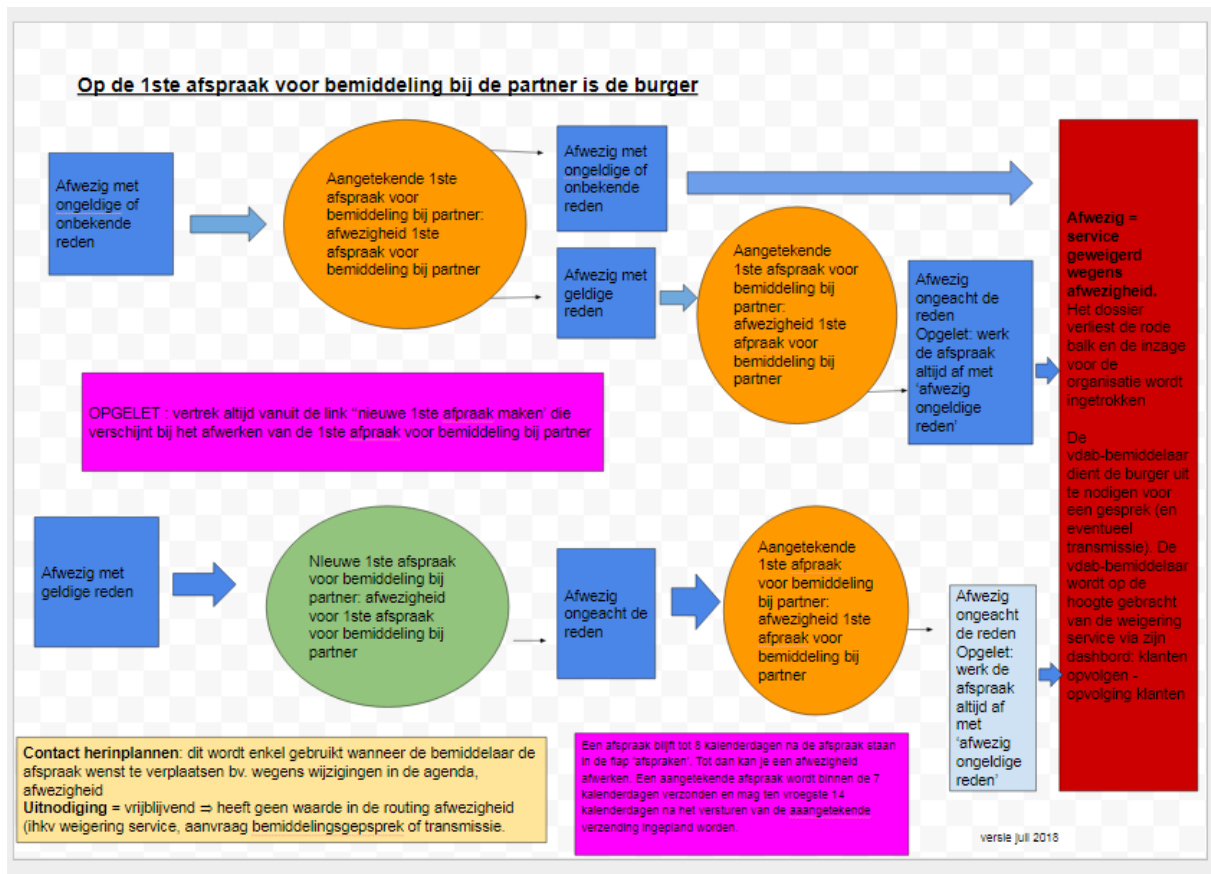 Op de 1ste afspraak voor bemiddeling bij de partner is de burger
Afwezig met
ongeldige of
onbekende
reden
Aangetekende 1ste
afspraak voor
bemiddeling bij partner:
afwezigheid 1ste
afspraak voor
bemiddeling bij partner
Afwezig met
ongeldige of
onbekende
reden
Afwezig met
geldige
reden
Aangetekende
1ste afspraak voor
bemiddeling bij
partner:
afwezigheid 1ste
afpraak voor
bemiddeling bij
partner
Afwezig
ongeacht de
reden
Opgelet: werk
de afspraak
altijd af met
‘afwezig
ongeldige
reden’
Afwezig =
service
geweigerd
wegens
afwezigheid.
Het dossier
verliest de rode
balk en de inzage
voor de
organisatie wordt
ingetrokken
De
vdab-bemiddelaar
dient de burger uit
te nodigen voor
een gesprek (en
eventueel
transmissie). De
vdab-bemiddelaar
wordt op de
hoogte gebracht
van de weigering
service via zijn
dashbord: klanten
opvolgen -
opvolging klanten
OPGELET : vertrek altijd vanuit de link “nieuwe 1ste afpraak maken’ die
verschijnt bij het afwerken van de 1ste afpraak voor bemiddeling bij partner
Afwezig met
geldige reden
NIeuwe 1ste afspraak
voor bemiddeling bij
partner: afwezigheid
voor 1ste afspraak
voor bemiddeling bij
partner
Afwezig
ongeacht de
reden
Aangetekende
1ste afpraak
voor bemiddeling
bij partner:
afwezigheid 1ste
afpraak voor
bemiddeling bij
partner
Afwezig
ongeacht
de reden
Opgelet:
werk de
afspraak
altijd af
met
‘afwezig
ongeldige
reden’
Contact herinplannen: dit wordt enkel gebruikt wanneer de bemiddelaar de
afspraak wenst te verplaatsen bv. wegens wijzigingen in de agenda,
afwezigheid
Uitnodiging = vrijblijvend ⇒ heeft geen waarde in de routing afwezigheid
(ihkv weigering service, aanvraag bemiddelingsgepsprek of transmissie.
Een afspraak blijft tot 8 kalenderdagen na de afspraak staan
in de flap ‘afspraken’. Tot dan kan je een afwezigheid
afwerken. Een aangetekende afspraak wordt binnen de 7
kalenderdagen verzonden en mag ten vroegste 14
kalenderdagen na het versturen van de aaangetekende
verzending ingepland worden.
versie juli 2018